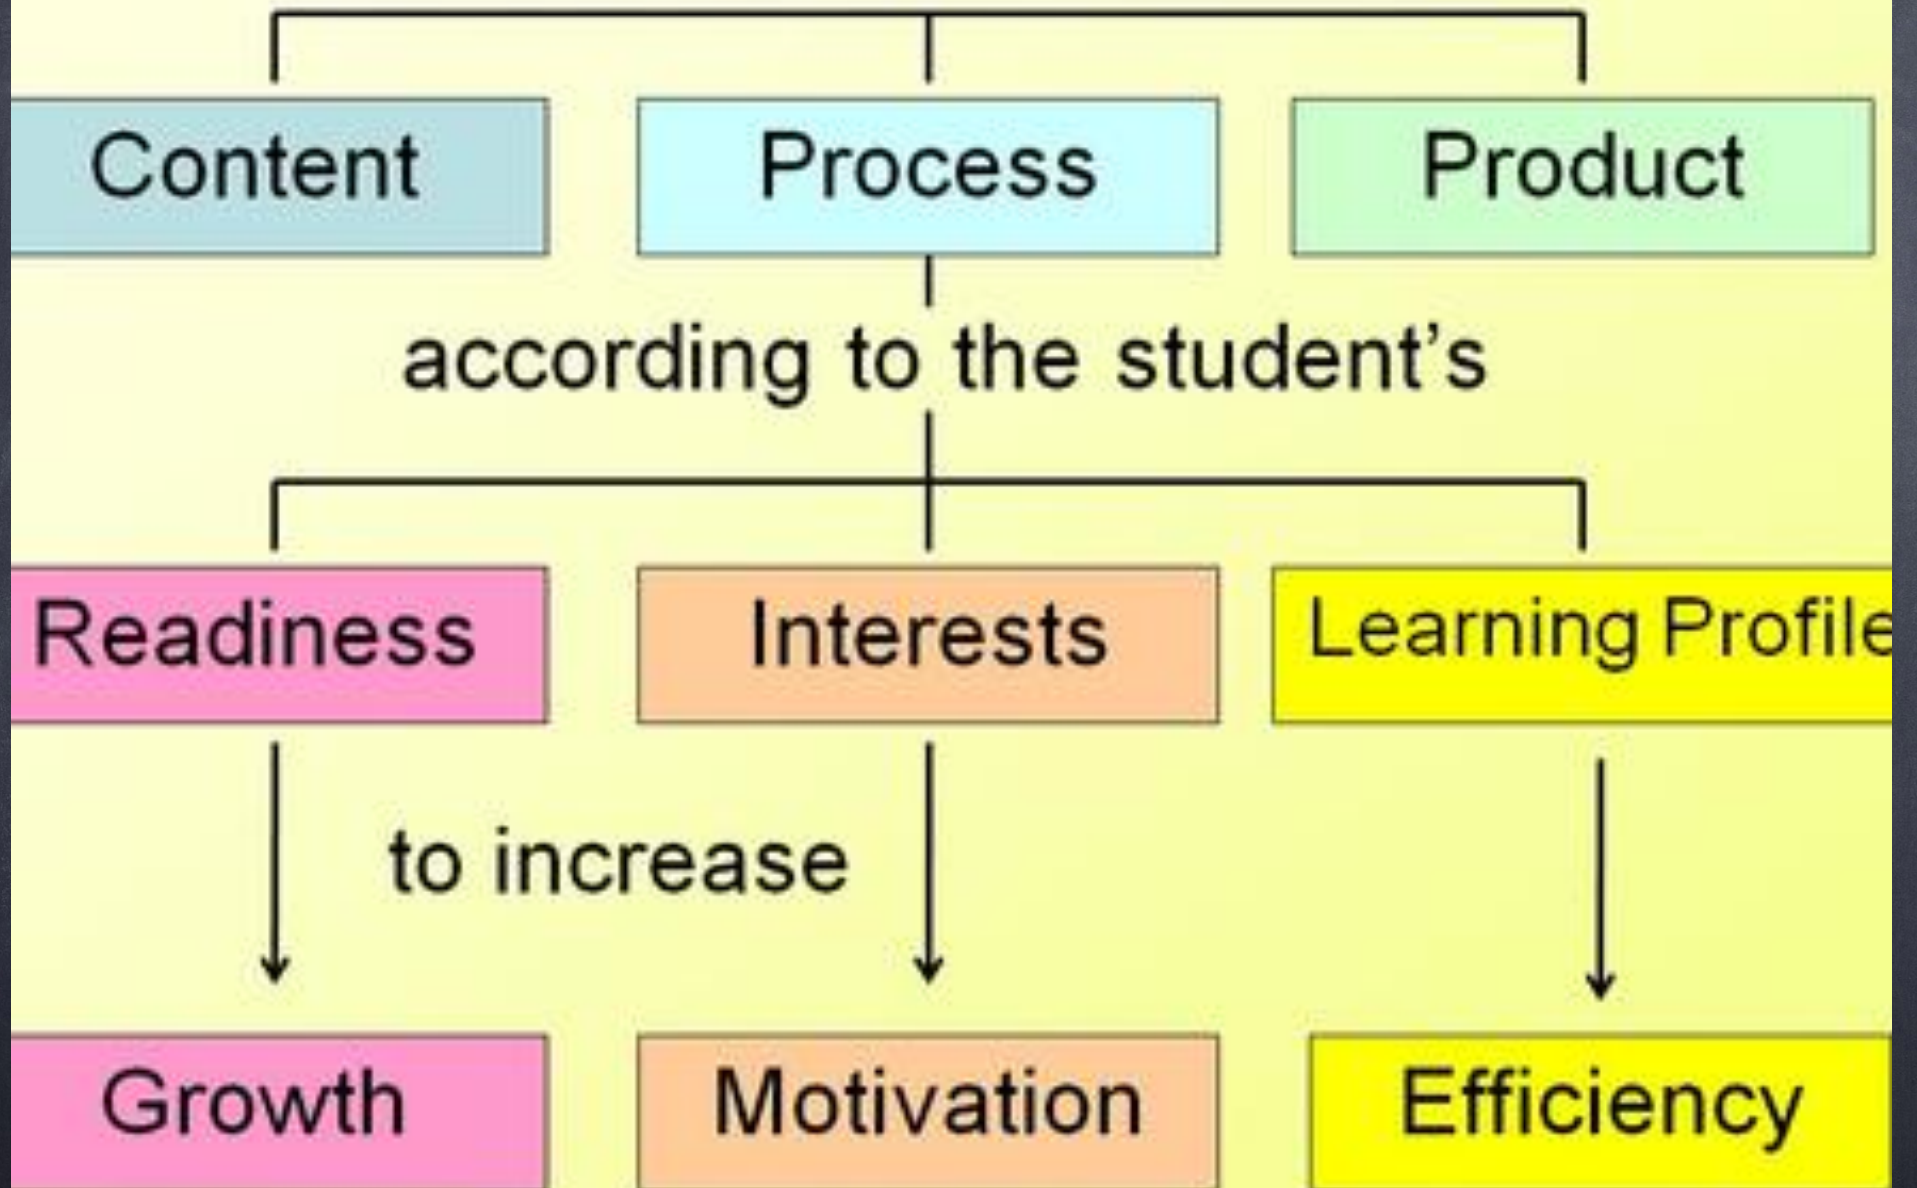 Content Process Product
according to the student’s
Readiness Interests Learning Profile
to increase
Growth Motivation Efficiency